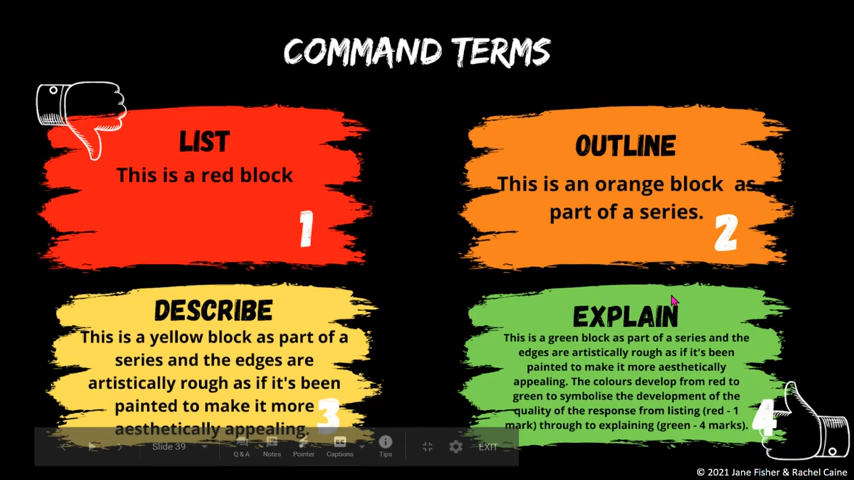 COMMAND TERMS
LIST
This is a red block
1
OUTLINE
This is an orange block as
part of a series.
2
DESCRIBE
This is a yellow block as part of a
series and the edges are
artistically rough as if it's been
painted to make it more
aesthetically appealing.
3
EXPLAIN
This is a green block as part of a series and the
edges are artistically rough as if it's been
painted to make it more aesthetically
appealing. The colours develop from red to
green to symbolise the development of the
quality of the response from listing (red - 1
mark) through to explaining (green - 4 marks).
4
Slide 39
Q & A
Notes
Pointer
CC
Captions
Tips
EXIT
© 2021 Jane Fisher & Rachel Caine